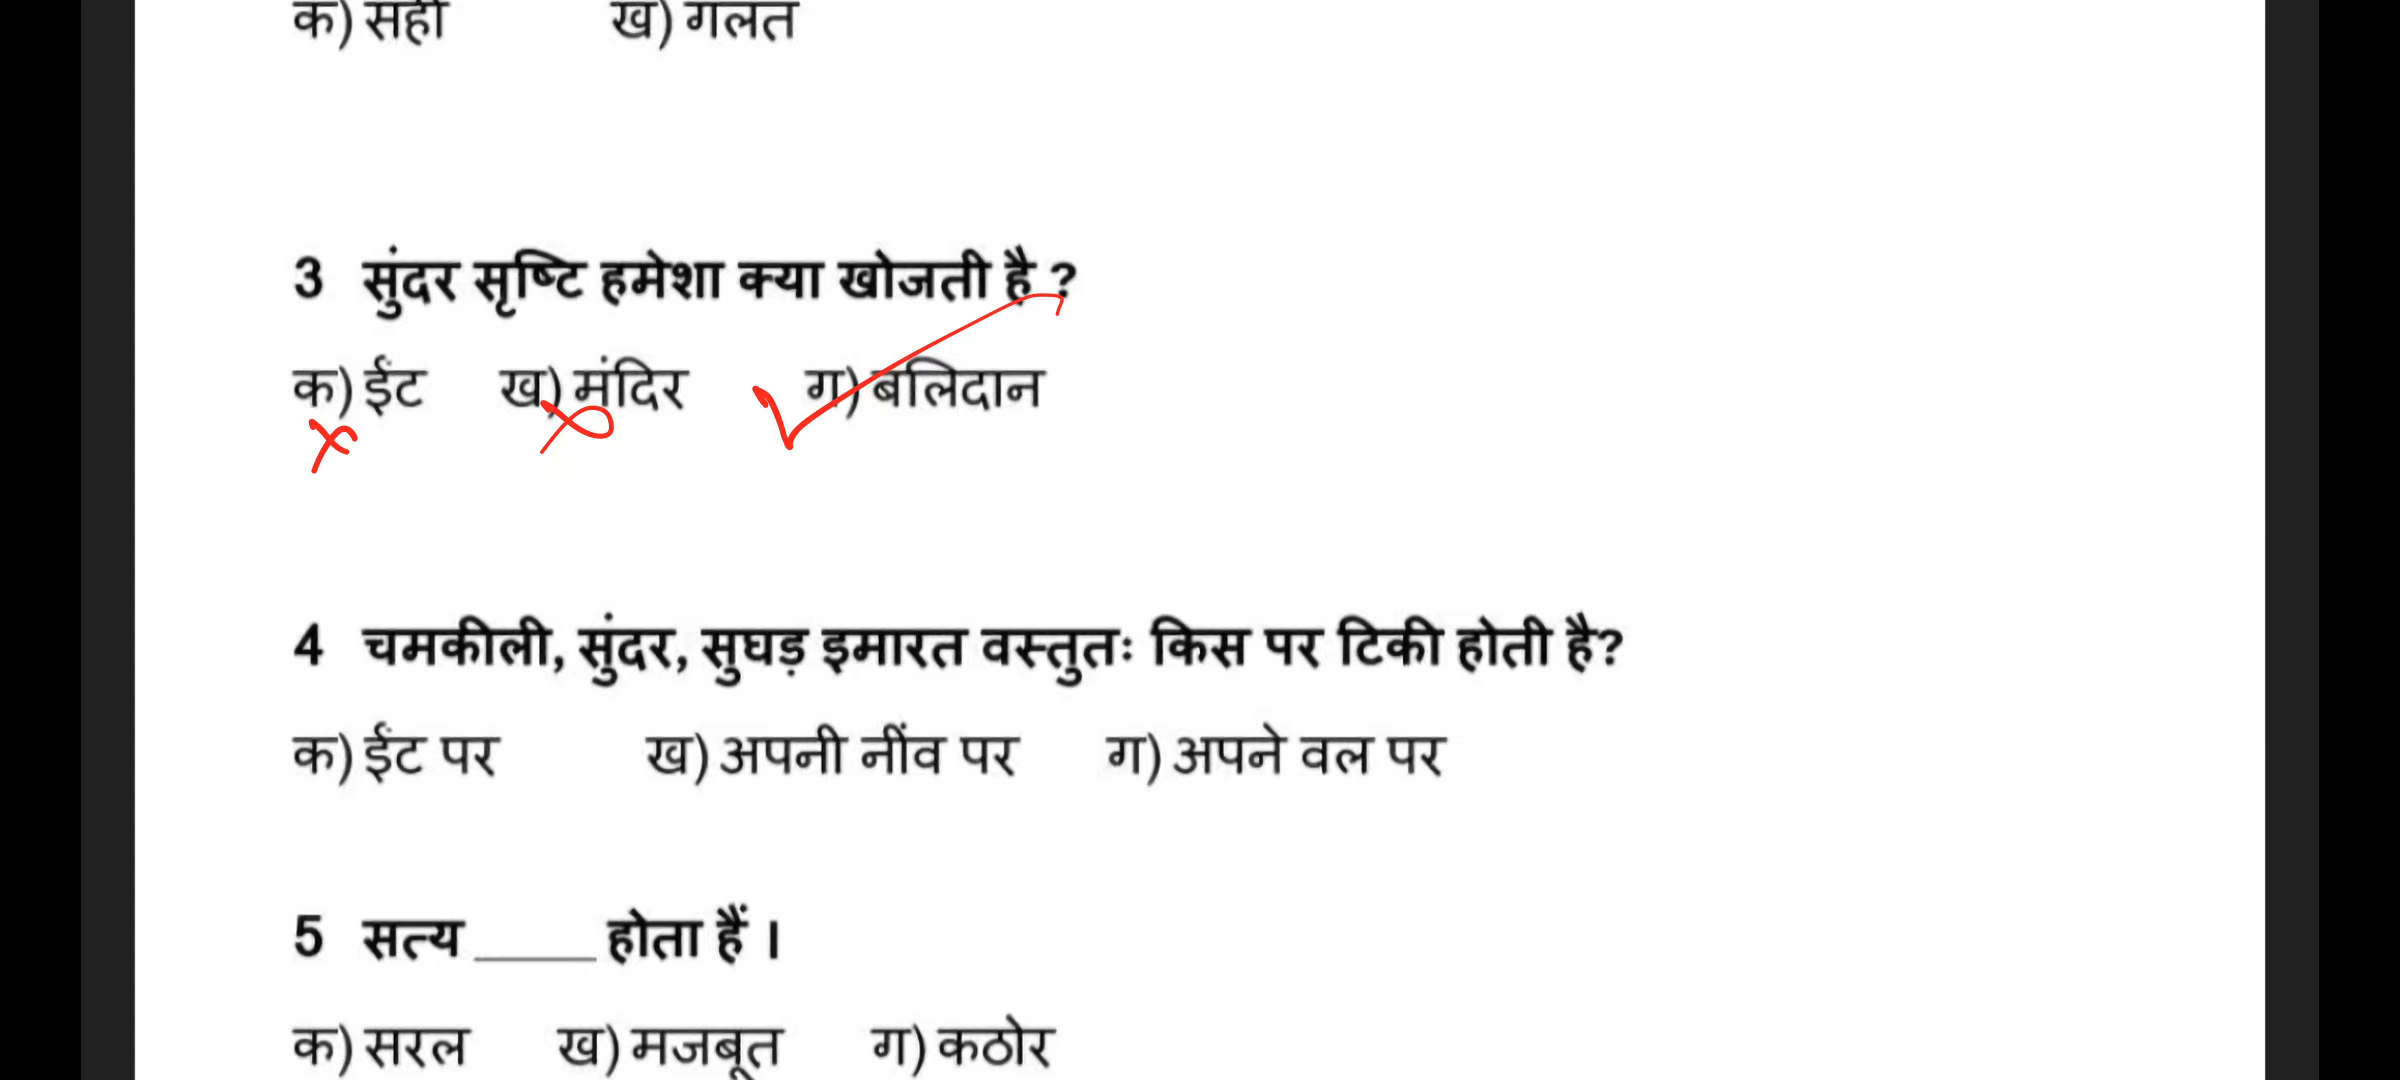 क) सही ख) गलत
3 सुंदर सृष्टि हमेशा क्या खोजती है ?
क) ईंट ख) मंदिर ग) बलिदान
4 चमकीली, सुंदर, सुघड़ इमारत वस्तुतः किस पर टिकी होती है?
क) ईंट पर ख) अपनी नींव पर ग) अपने वल पर
5 सत्य _____ होता हैं ।
क) सरल ख) मजबूत ग) कठोर